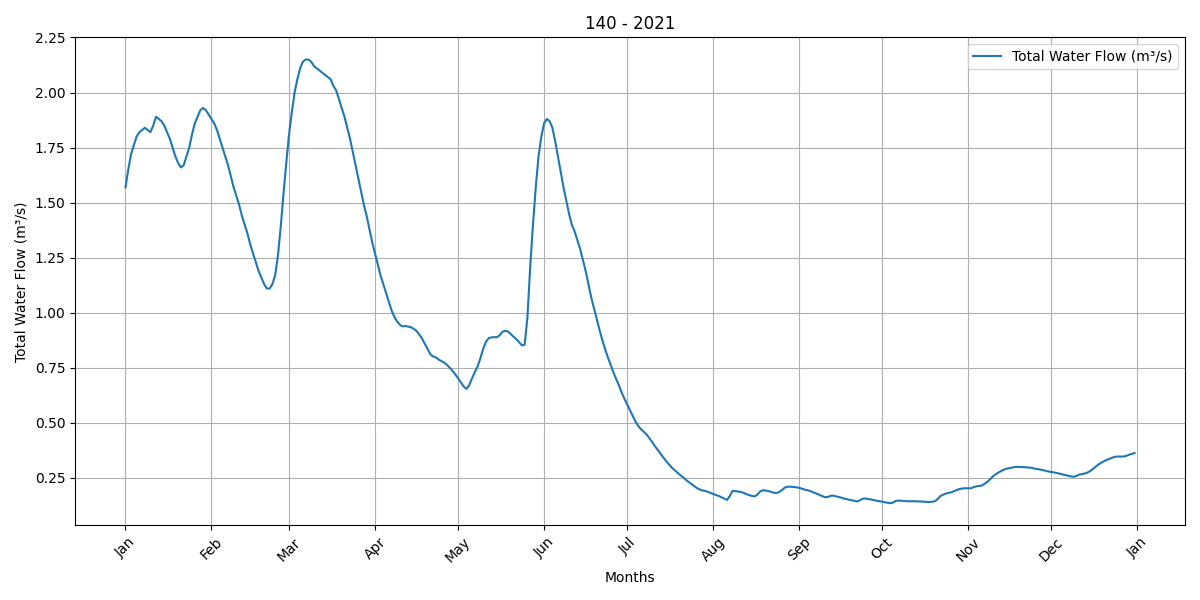 140 - 2021
Total Water Flow (m³/s)
Total Water Flow (m³/s)
2.25
2.00
1.75
1.50
1.25
1.00
0.75
0.50
0.25
Jan
Feb
Mar
Apr
May
Jun
Jul
Aug
Sep
Oct
Nov
Dec
Jan
Months